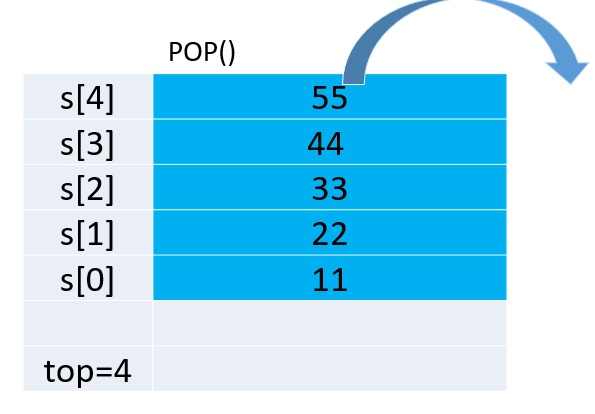 POP()
s[4] 55
s[3] 44
s[2] 33
s[1] 22
s[0] 11
top=4